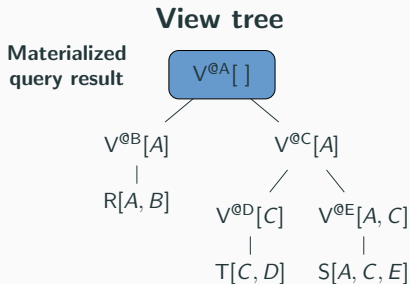 View tree
Materialized
query result
V@A[ ]
V@B[A]
V@C[A]
R[A, B]
V@D[C]
V@E[A, C]
T[C, D]
S[A, C, E]